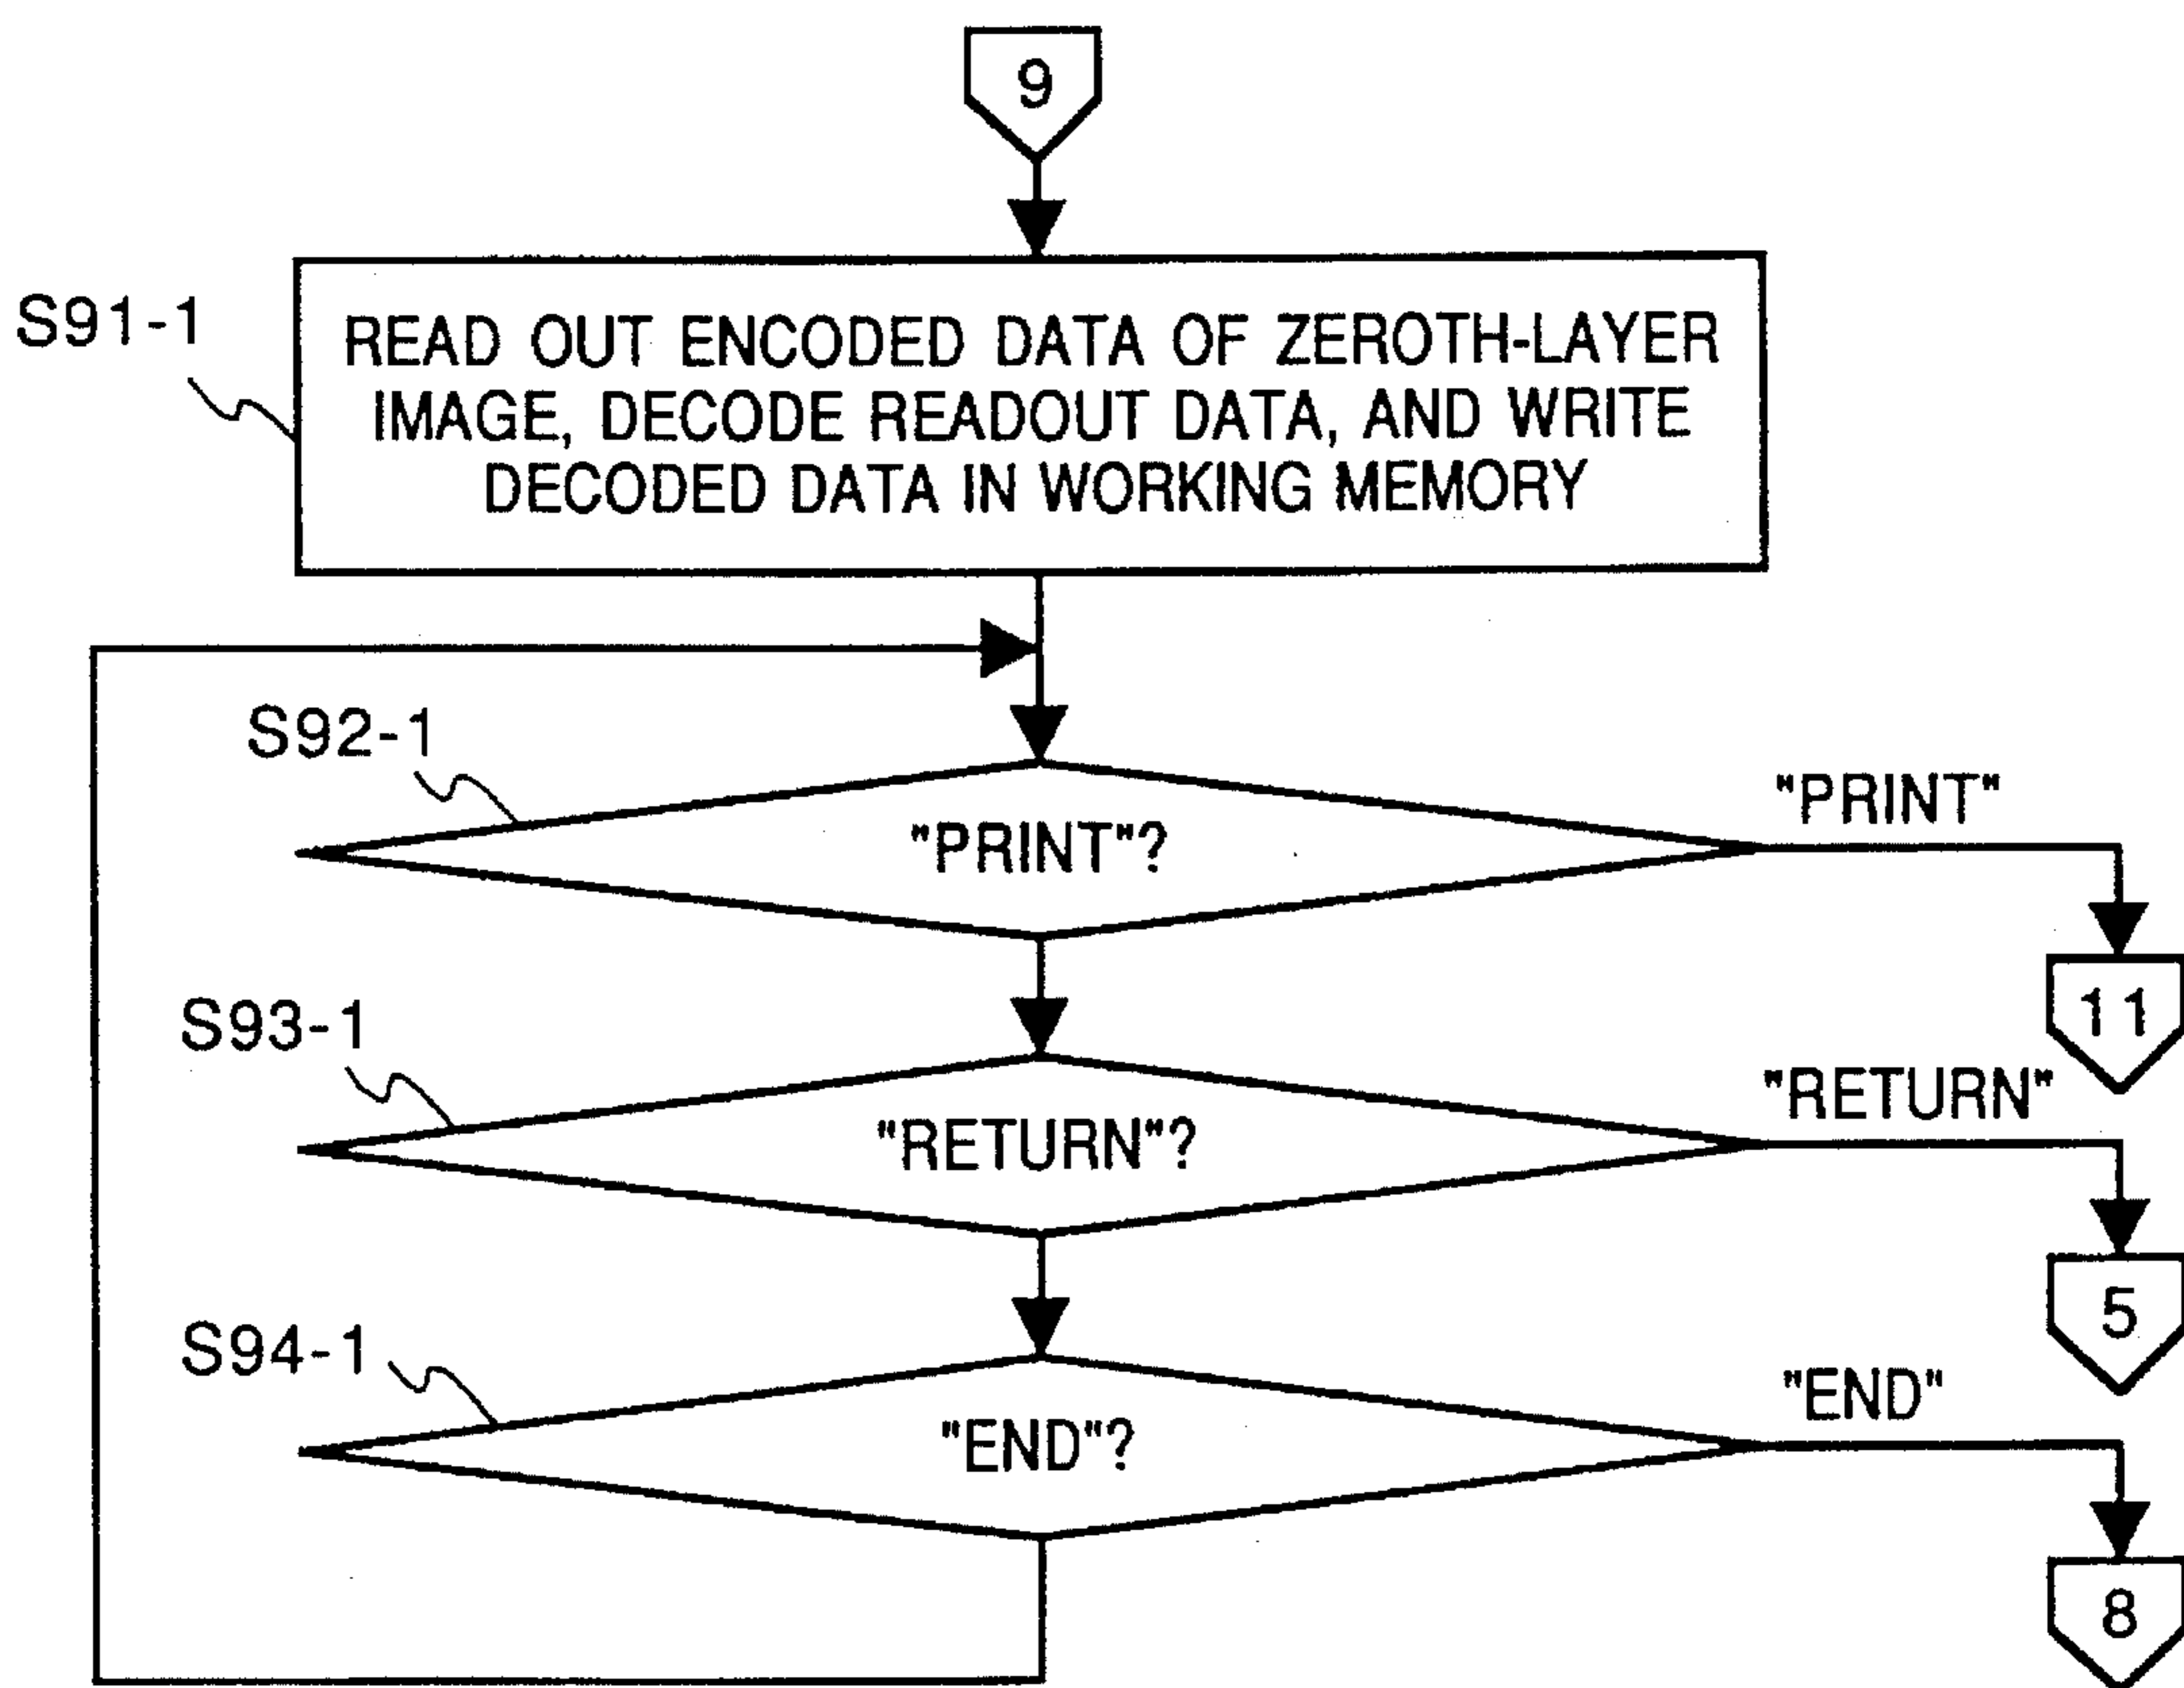 9
S91-1
READ OUT ENCODED DATA OF ZEROTH-LAYER
IMAGE, DECODE READOUT DATA, AND WRITE
DECODED DATA IN WORKING MEMORY
S92-1
"PRINT"?
"PRINT"
11
S93-1
"RETURN"?
"RETURN"
5
S94-1
"END"?
"END"
8